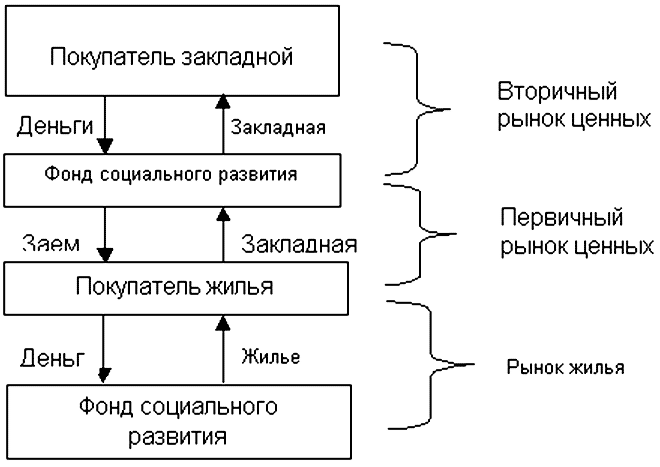 Покупатель закладной
Деньги
Закладная
Вторичный
рынок ценных
Фонд социального развития
Заем
Закладная
Первичный
рынок ценных
Покупатель жилья
Деньг
Жилье
Рынок жилья
Фонд социального
развития